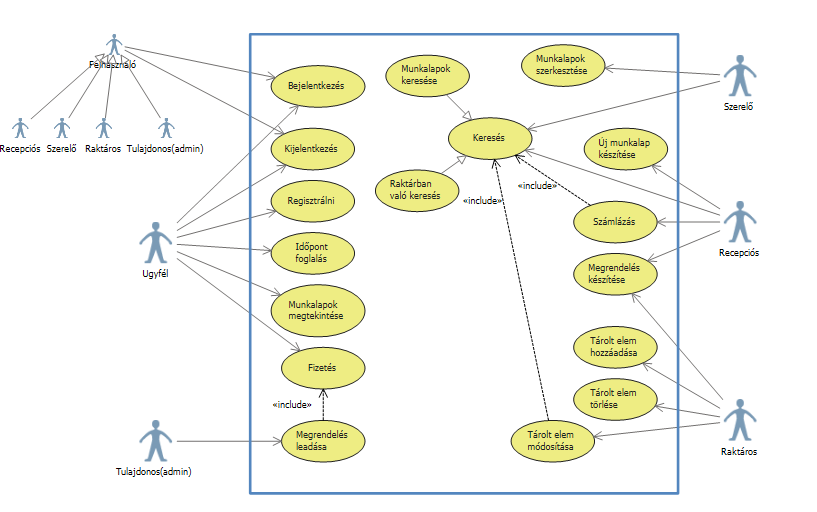 Felhasználó
Recepciós
Szerelő
Raktáros
Tulajdonos(admin)
Ugyfél
Tulajdonos(admin)
Bejelentkezés
Kijelentkezés
Regisztrálni
Időpont
foglalás
Munkalapok
megtekintése
Fizetés
«include»
Megrendelés
leadása
Munkalapok
keresése
Keresés
Raktárban
való keresés
«include»
«include»
Munkalapok
szerkesztése
Új munkalap
készítése
Számlázás
Megrendelés
készítése
Tárolt elem
hozzáadása
Tárolt elem
törlése
Tárolt elem
módosítása
Szerelő
Recepciós
Raktáros